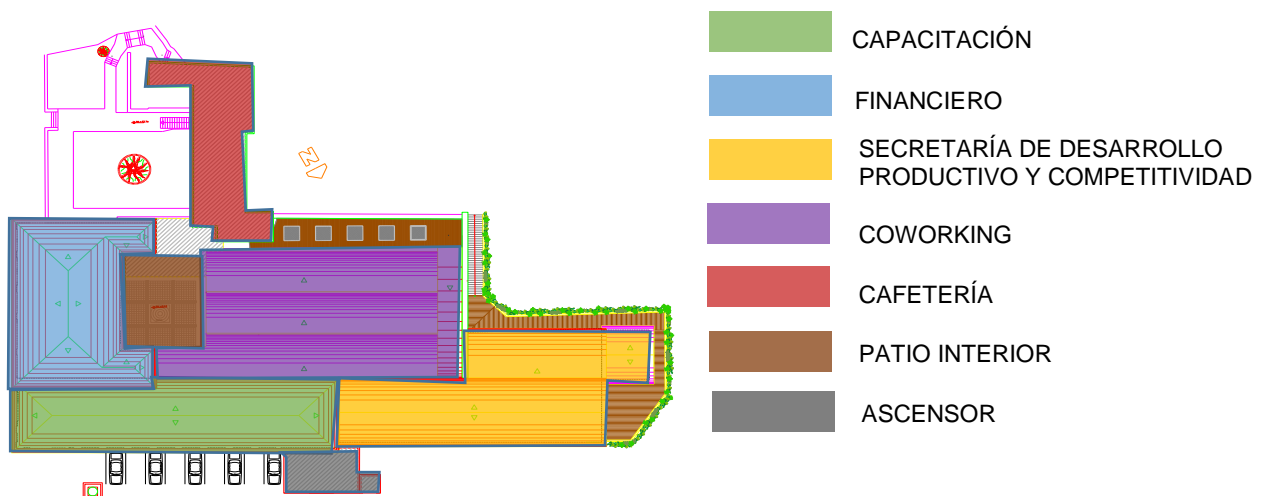 CAPACITACIÓN
FINANCIERO
SECRETARÍA DE DESARROLLO
PRODUCTIVO Y COMPETITIVIDAD
COWORKING
CAFETERÍA
PATIO INTERIOR
ASCENSOR
N